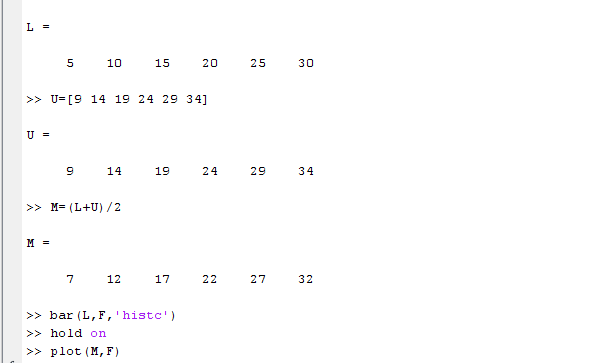 L =
5 10 15 20 25 30
>> U=[9 14 19 24 29 34]
U =
9 14 19 24 29 34
>> M=(L+U)/2
M =
7 12 17 22 27 32
>> bar(L,F,'histc')
>> hold on
>> plot(M,F)